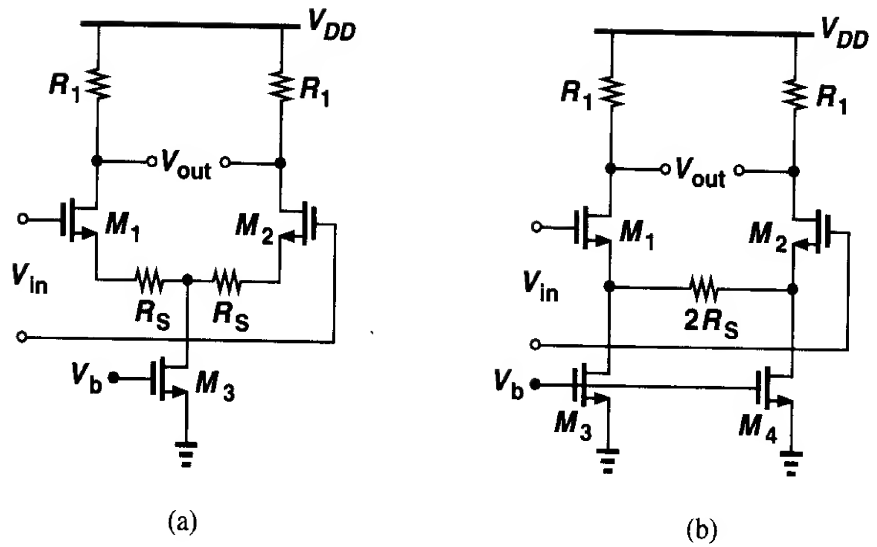 V_DD
R_1 R_1
V_out
M_1 M_2
V_in
R_S R_S
V_b M_3
(a)
V_DD
R_1 R_1
V_out
M_1 M_2
V_in
2R_S
V_b
M_3 M_4
(b)